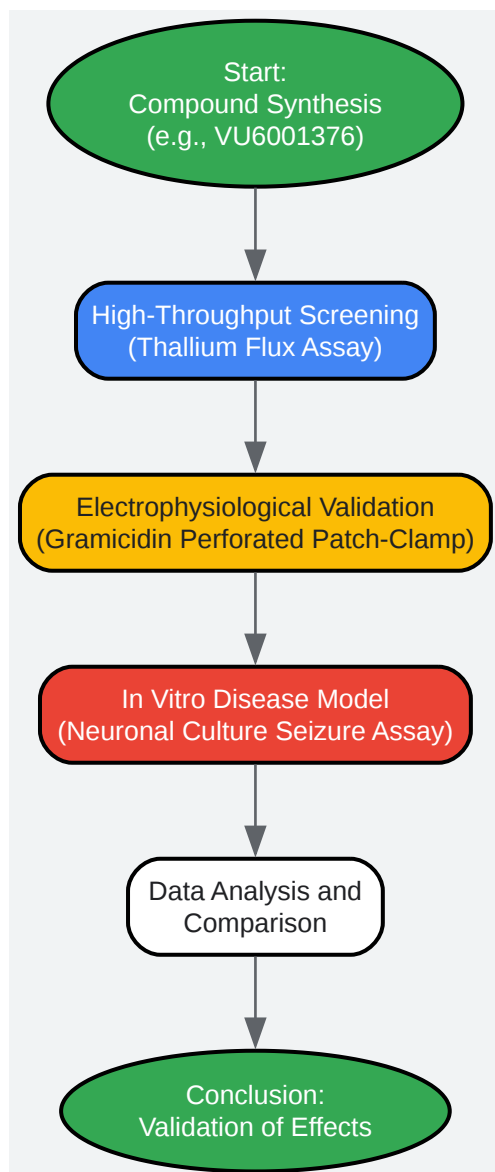 Start:
Compound Synthesis
(e.g., VU6001376)
High-Throughput Screening
(Thallium Flux Assay)
Electrophysiological Validation
(Gramicidin Perforated Patch-Clamp)
In Vitro Disease Model
(Neuronal Culture Seizure Assay)
Data Analysis and
Comparison
Conclusion:
Validation of Effects